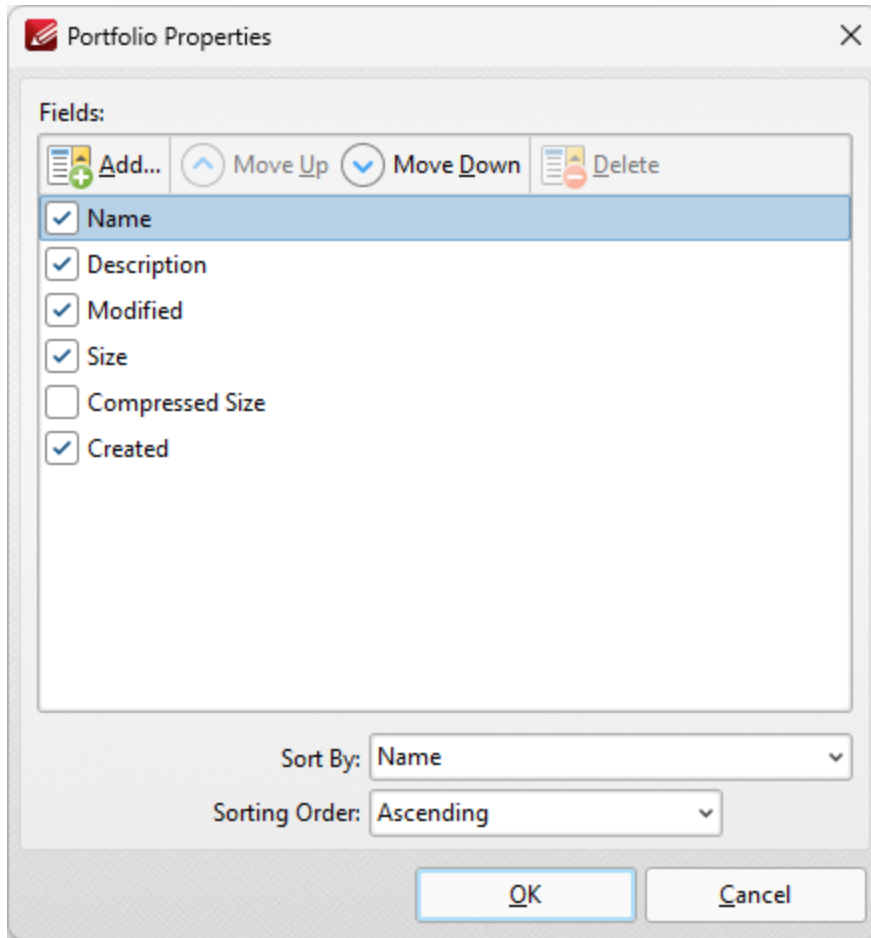 Portfolio Properties
Fields:
Add... Move Up Move Down Delete
Name
Description
Modified
Size
Compressed Size
Created
Sort By: Name
Sorting Order: Ascending
OK Cancel